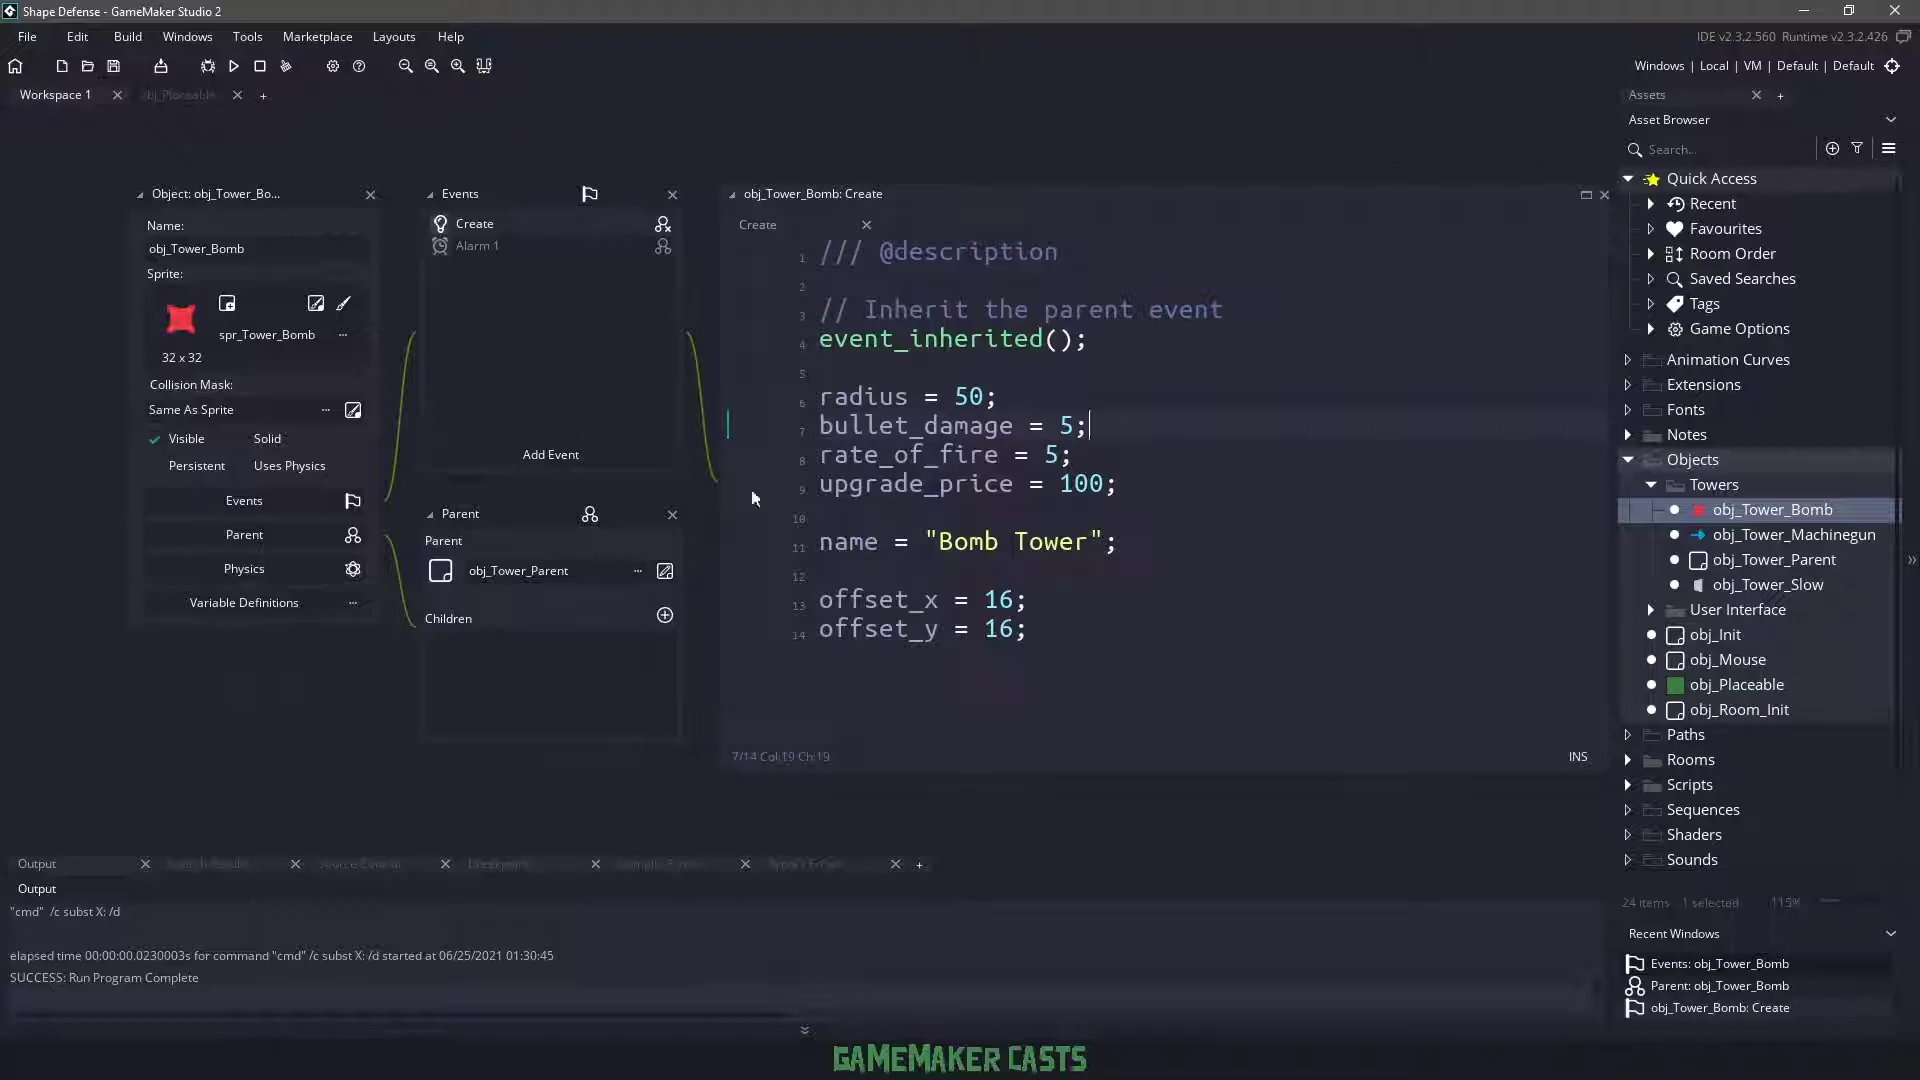 Shape Defense - GameMaker Studio 2
File Edit Build Windows Tools Marketplace Layouts Help
IDE v2.3.2.560 Runtime v2.3.2.426
Windows | Local | VM | Default | Default
Workspace 1
obj_Placeable
Assets
Asset Browser
Search...
Object: obj_Tower_Bo...
Name:
obj_Tower_Bomb
Sprite:
spr_Tower_Bomb
32 x 32
Collision Mask:
Same As Sprite
Visible Solid
Persistent Uses Physics
Events
Parent
Physics
Variable Definitions
Events
Create
Alarm 1
Add Event
Parent
Parent
obj_Tower_Parent
Children
obj_Tower_Bomb: Create
Create
1 /// @description
2
3 // Inherit the parent event
4 event_inherited();
5
6 radius = 50;
7 bullet_damage = 5;
8 rate_of_fire = 5;
9 upgrade_price = 100;
10
11 name = "Bomb Tower";
12
13 offset_x = 16;
14 offset_y = 16;
7/14 Col:19 Ch:19
INS
Quick Access
Recent
Favourites
Room Order
Saved Searches
Tags
Game Options
Animation Curves
Extensions
Fonts
Notes
Objects
Towers
obj_Tower_Bomb
obj_Tower_Machinegun
obj_Tower_Parent
obj_Tower_Slow
User Interface
obj_Init
obj_Mouse
obj_Placeable
obj_Room_Init
Paths
Rooms
Scripts
Sequences
Shaders
Sounds
24 items 1 selected 115%
Recent Windows
Events: obj_Tower_Bomb
Parent: obj_Tower_Bomb
obj_Tower_Bomb: Create
Output
Output
"cmd" /c subst X: /d
elapsed time 00:00:00.0230003s for command "cmd" /c subst X: /d started at 06/25/2021 01:30:45
SUCCESS: Run Program Complete
GAMEMAKER CASTS